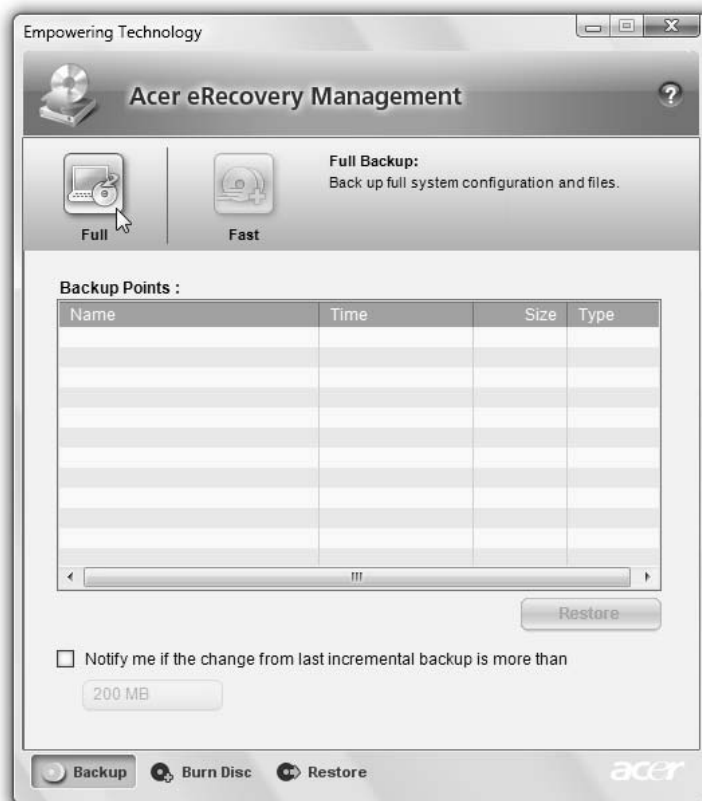 Empowering Technology
Acer eRecovery Management
?
Full Backup:
Back up full system configuration and files.
Full
Fast
Backup Points :
Name Time Size Type
Restore
Notify me if the change from last incremental backup is more than
200 MB
Backup Burn Disc Restore
acer